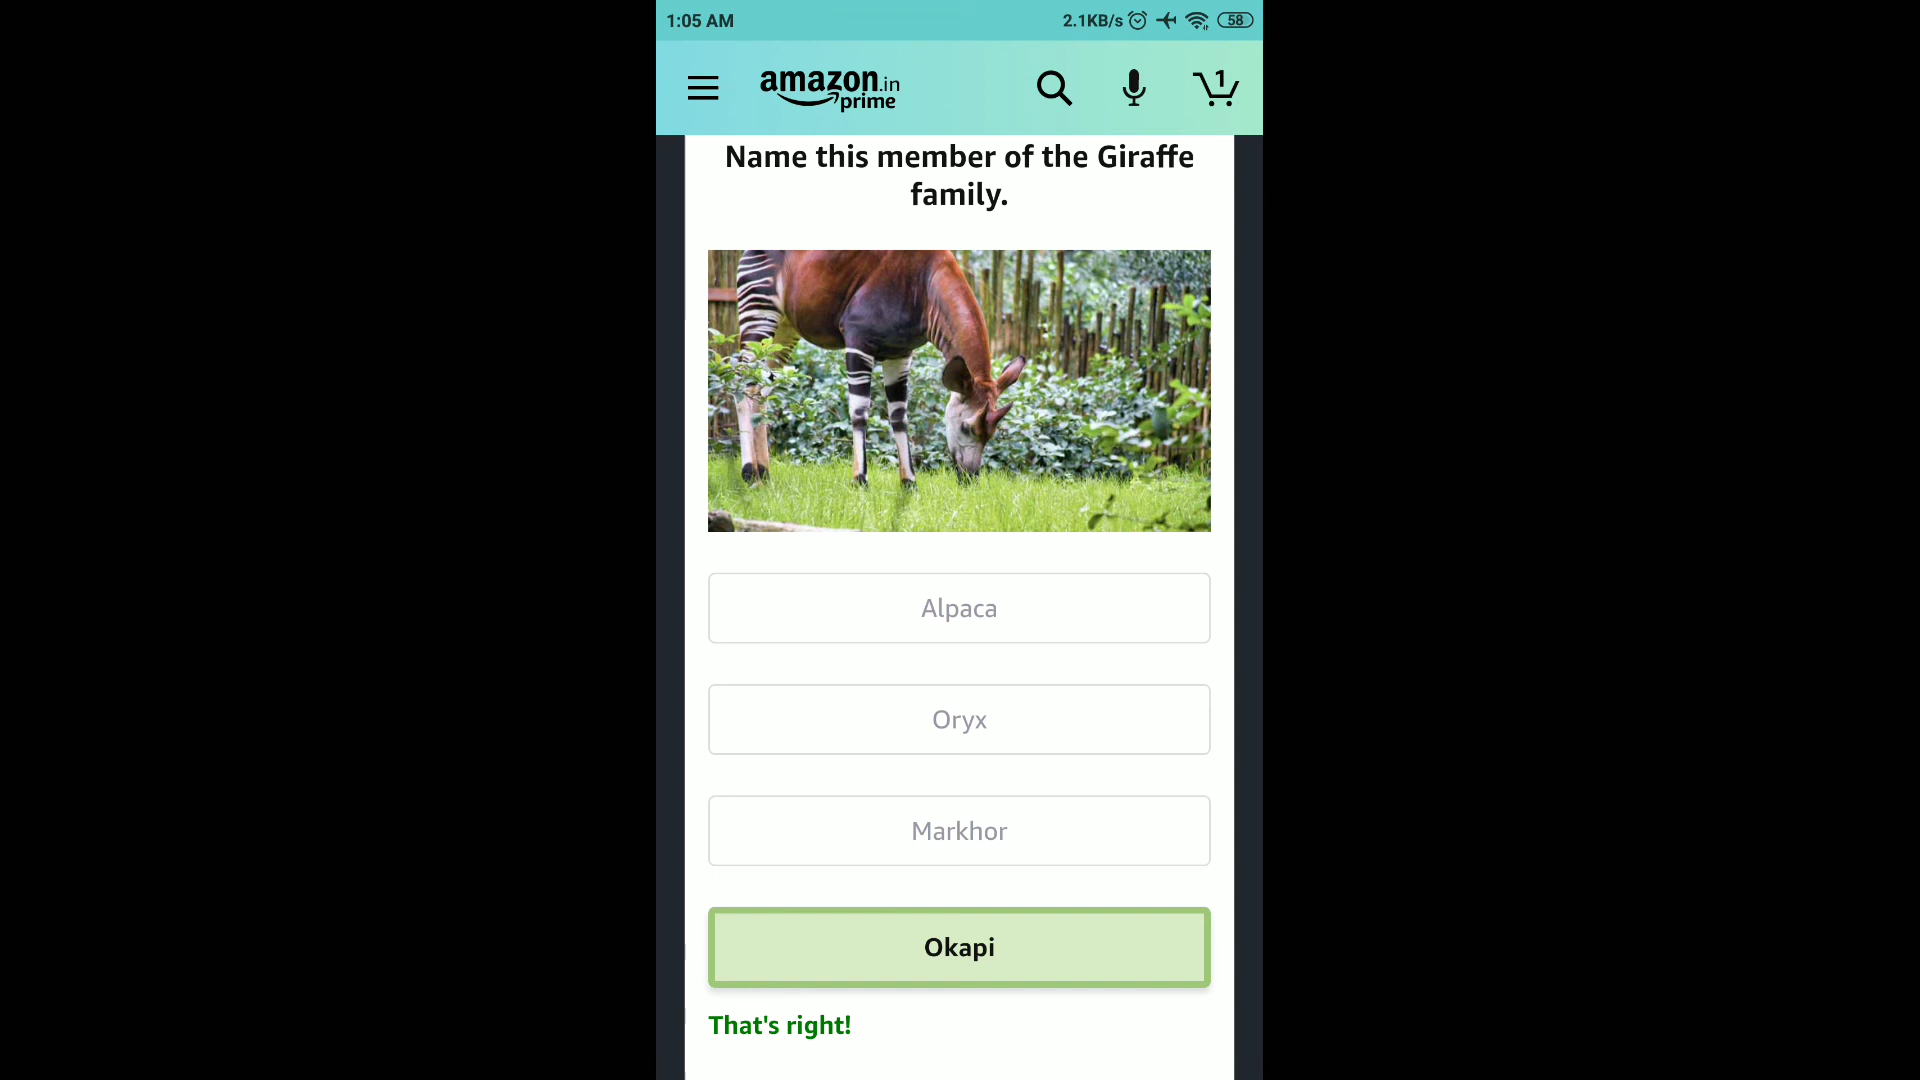 1:05 AM 2.1KB/s 58
amazon.in
prime
1
Name this member of the Giraffe
family.
Alpaca
Oryx
Markhor
Okapi
That's right!